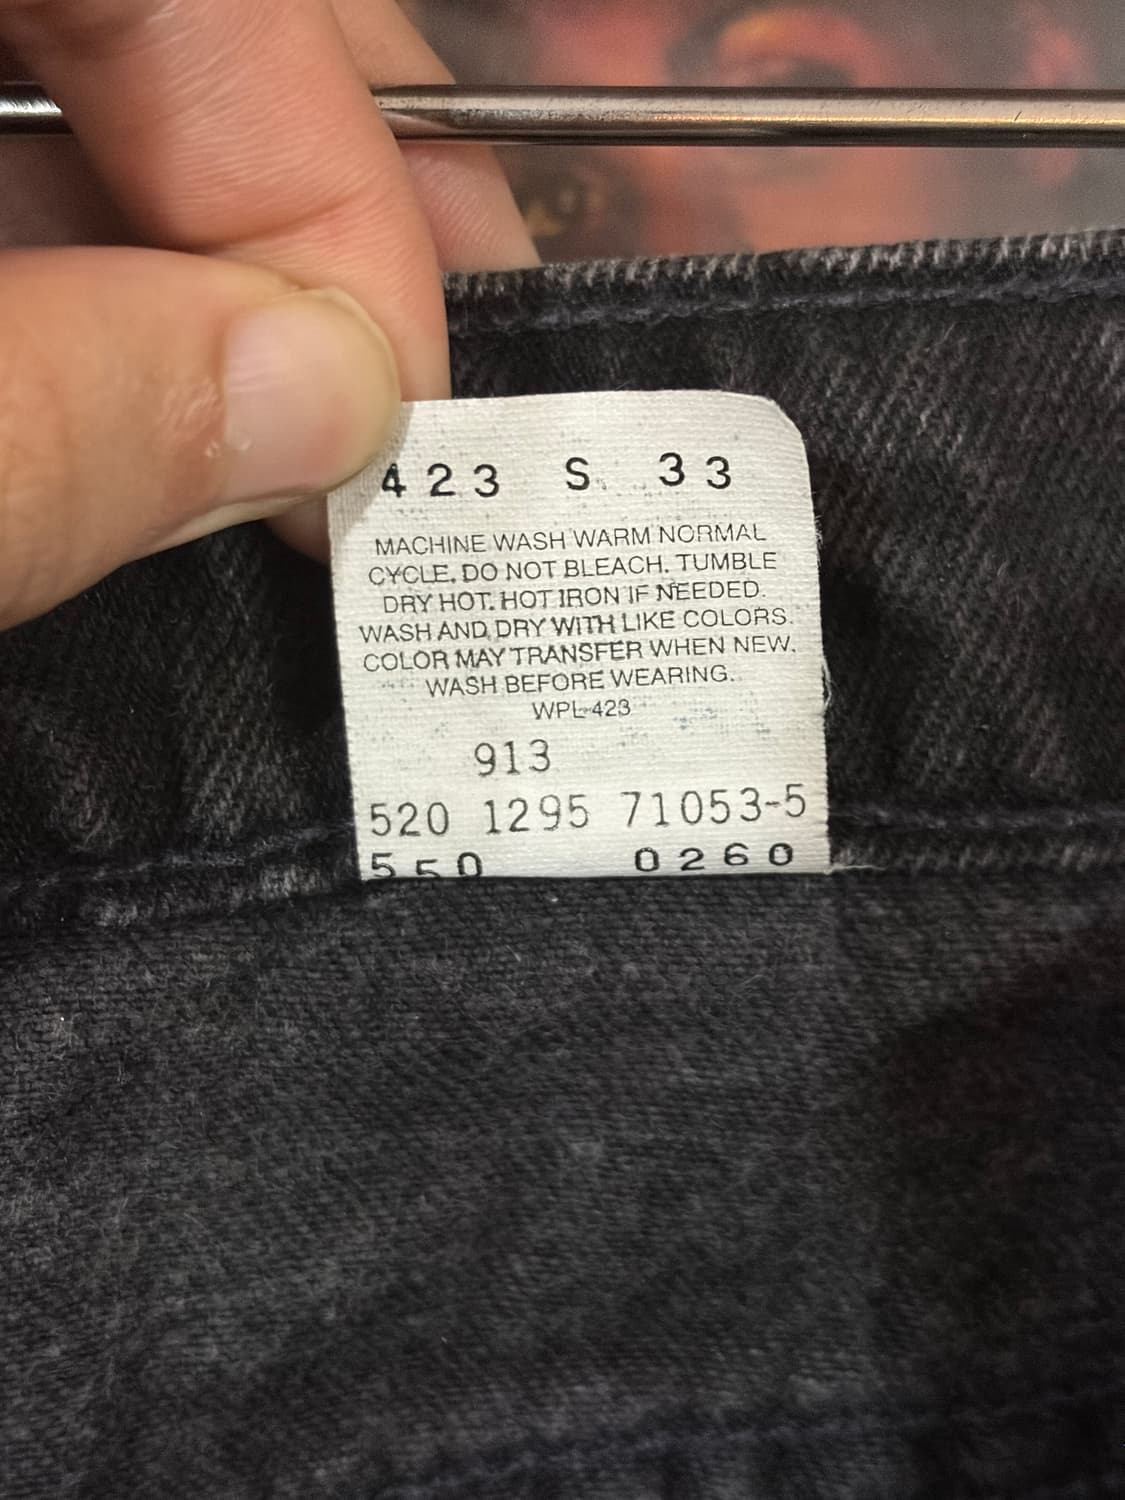 423 S 33
MACHINE WASH WARM NORMAL
CYCLE. DO NOT BLEACH. TUMBLE
DRY HOT. HOT IRON IF NEEDED.
WASH AND DRY WITH LIKE COLORS.
COLOR MAY TRANSFER WHEN NEW.
WASH BEFORE WEARING.
WPL-423
913
520 1295 71053-5
550 0260